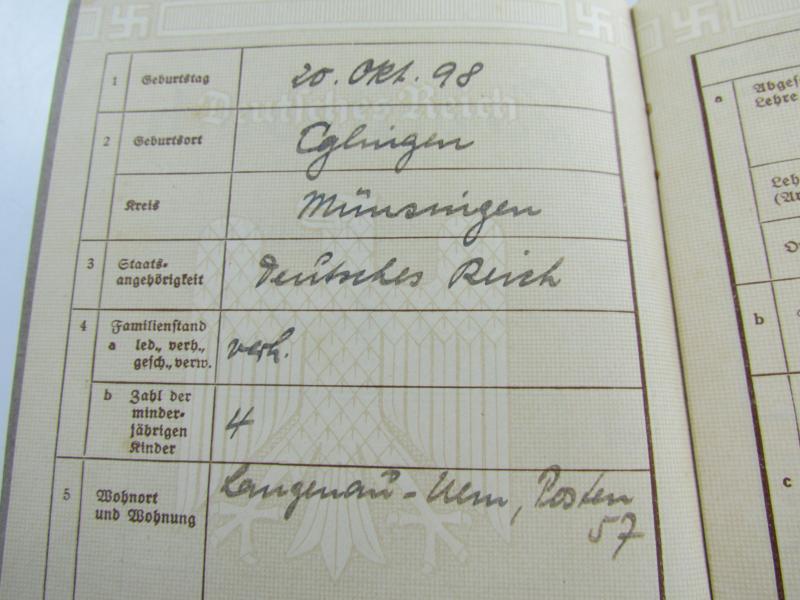 Deutsches Reich
1 Geburtstag 20. Okt. 98
2 Geburtsort Eglingen
Kreis Münsingen
3 Staats-
angehörigkeit Deutsches Reich
4 Familienstand
a led., verh.,
gesch., verw. verh.
b Zahl der
minder-
jährigen
Kinder 4
5 Wohnort
und Wohnung Langenau - Ulm, Posten
57
a Abges
Lehre
Leh
(Ar
b
c